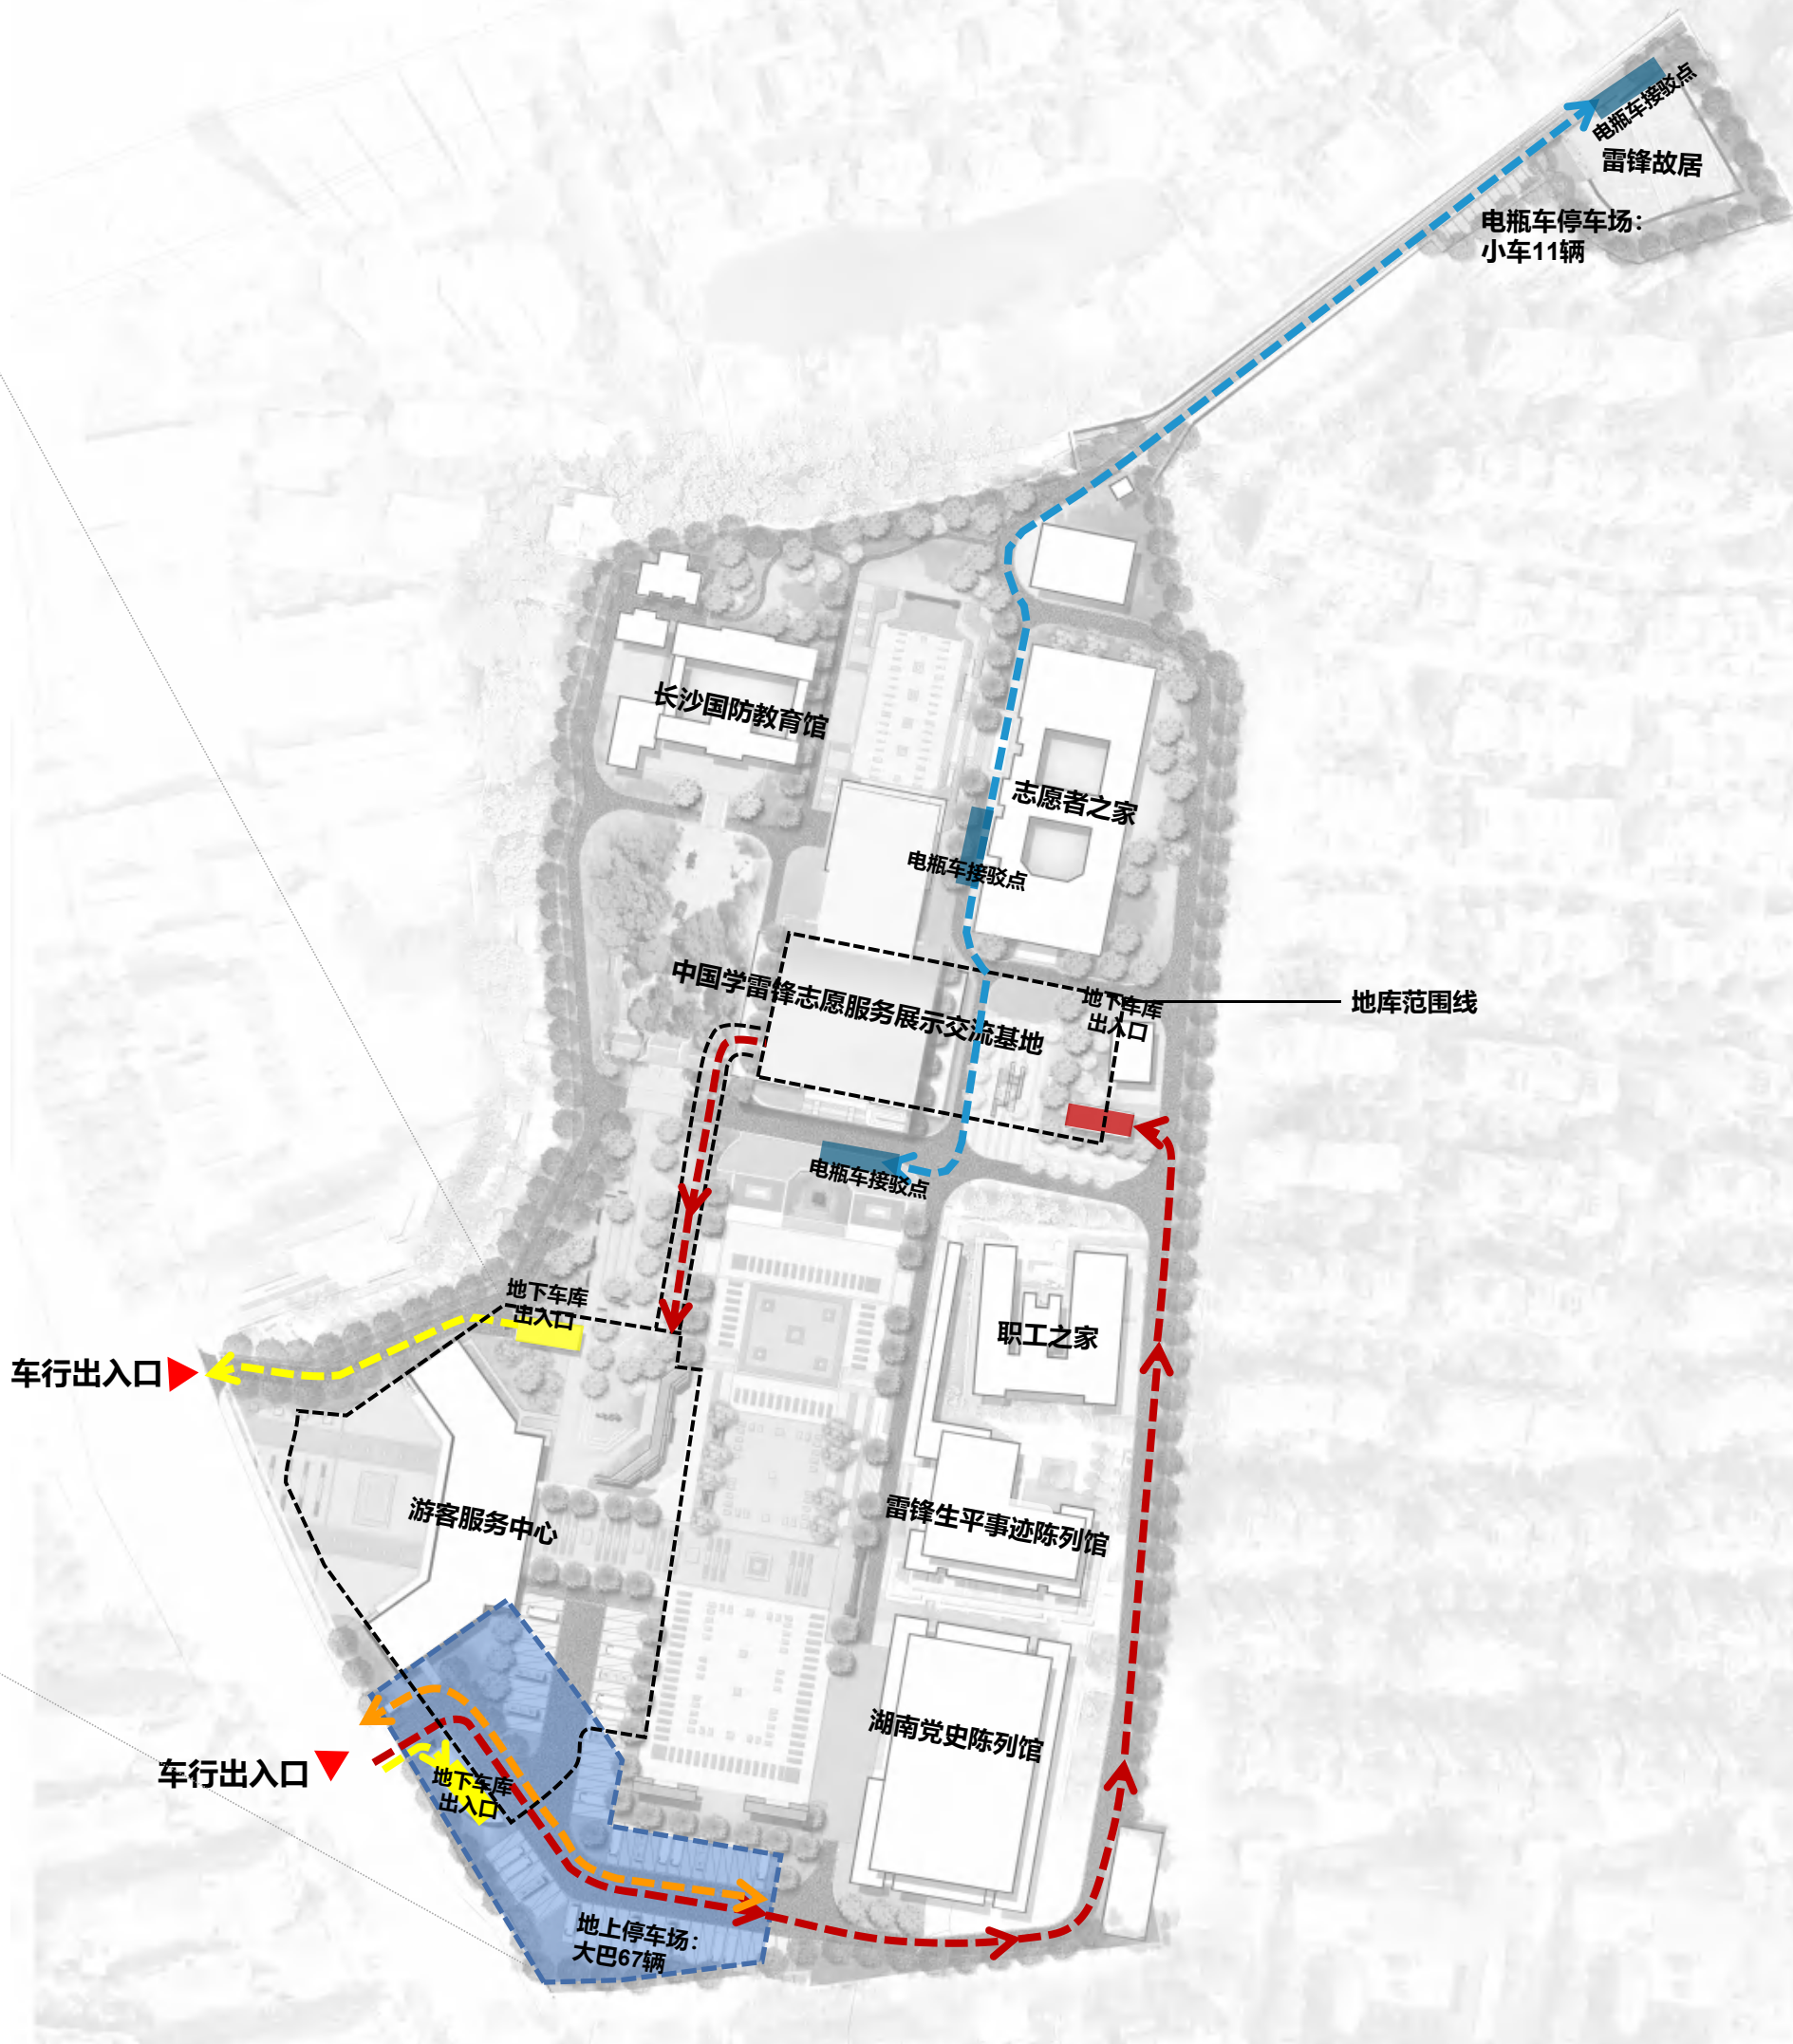 电瓶车接驳点
雷锋故居
电瓶车停车场：
小车11辆
长沙国防教育馆
志愿者之家
电瓶车接驳点
中国学雷锋志愿服务展示交流基地
地下车库
出入口
地库范围线
电瓶车接驳点
地下车库
出入口
职工之家
车行出入口
游客服务中心
雷锋生平事迹陈列馆
湖南党史陈列馆
车行出入口
地下车库
出入口
地上停车场：
大巴67辆